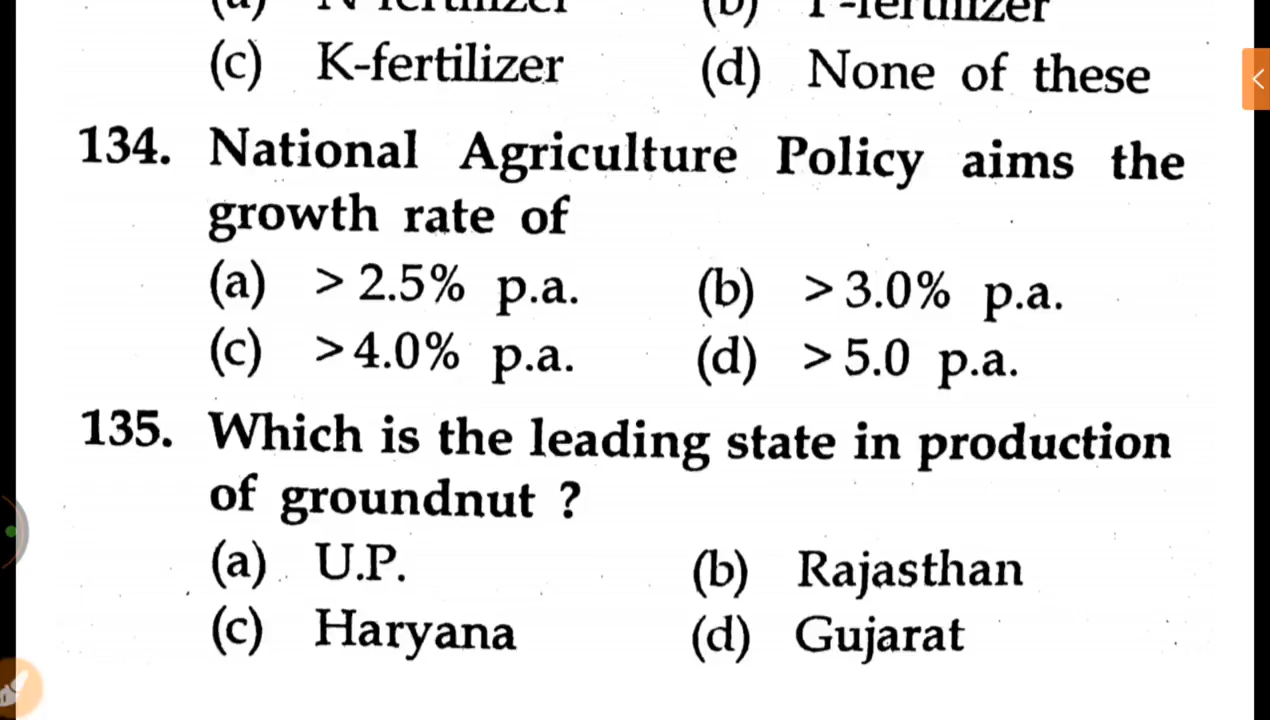 (c) K-fertilizer (d) None of these
134. National Agriculture Policy aims the
growth rate of
(a) > 2.5% p.a. (b) > 3.0% p.a.
(c) > 4.0% p.a. (d) > 5.0 p.a.
135. Which is the leading state in production
of groundnut ?
(a) U.P. (b) Rajasthan
(c) Haryana (d) Gujarat